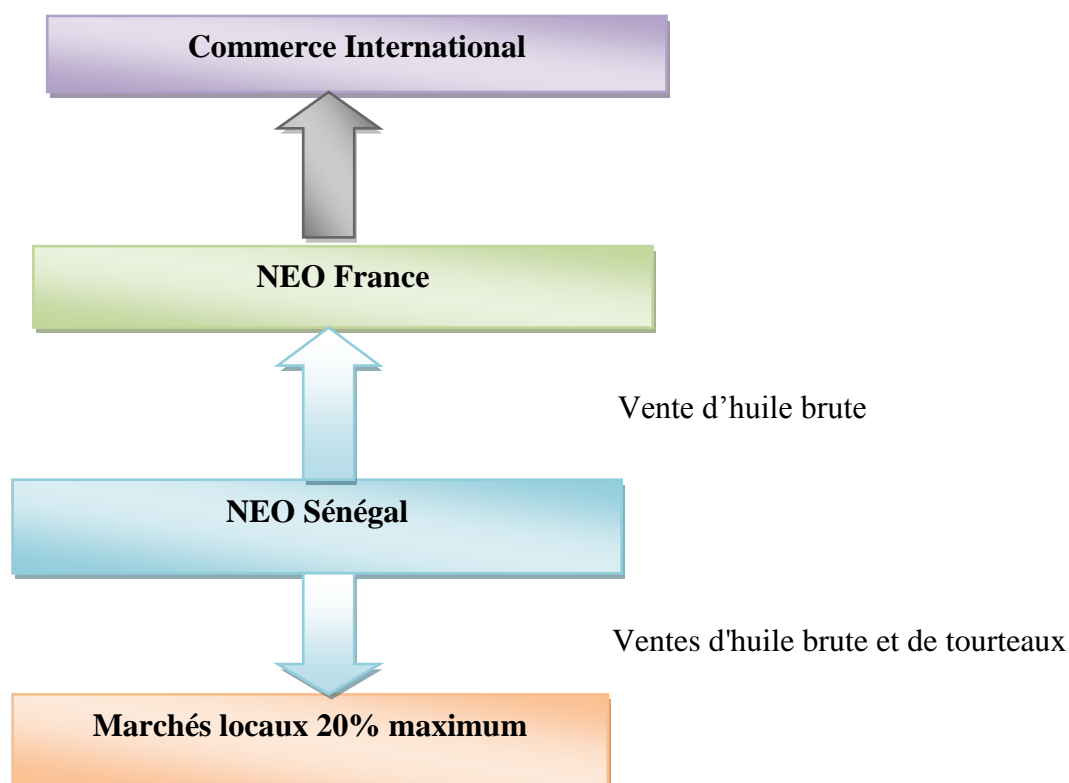 Commerce International
NEO France
Vente d’huile brute
NEO Sénégal
Ventes d'huile brute et de tourteaux
Marchés locaux 20% maximum